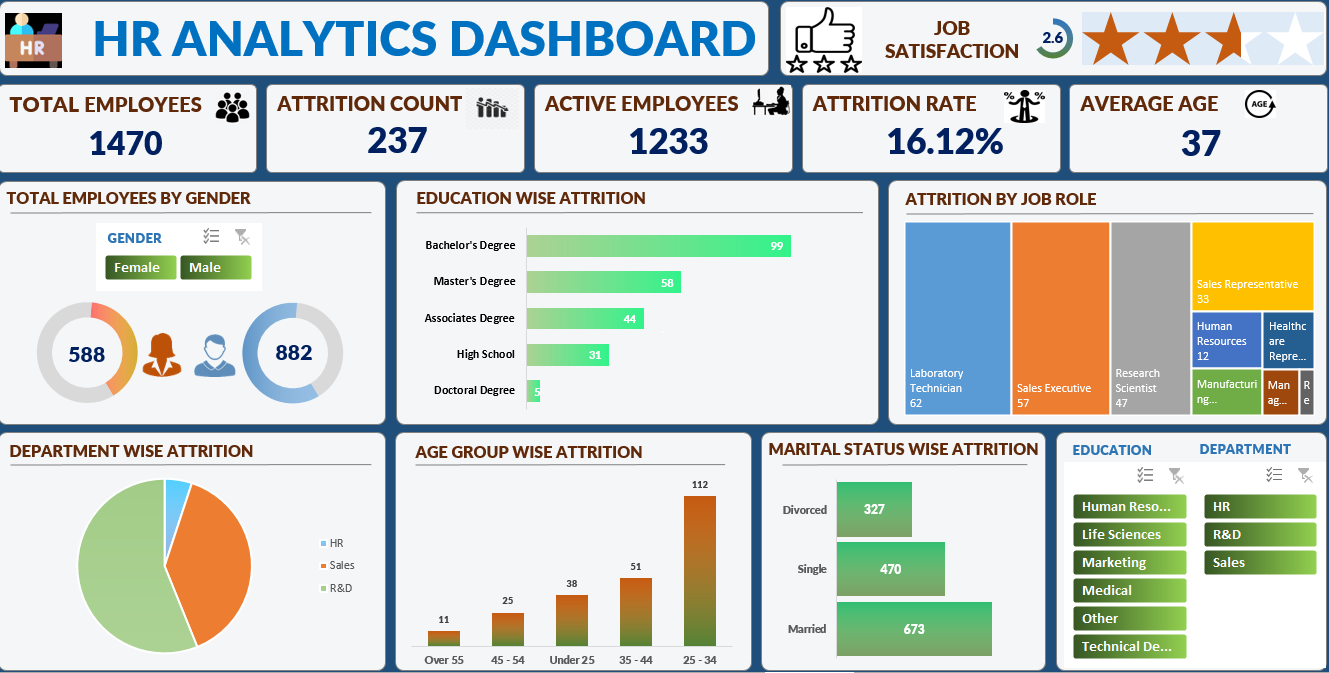 HR
HR ANALYTICS DASHBOARD
JOB
SATISFACTION
2.6
TOTAL EMPLOYEES
1470
ATTRITION COUNT
237
ACTIVE EMPLOYEES
1233
ATTRITION RATE
% %
16.12%
AVERAGE AGE
AGE
37
TOTAL EMPLOYEES BY GENDER
GENDER
Female
Male
588
882
EDUCATION WISE ATTRITION
Bachelor's Degree 99
Master's Degree 58
Associates Degree 44
High School 31
Doctoral Degree 5
ATTRITION BY JOB ROLE
Laboratory
Technician
62
Sales Executive
57
Research
Scientist
47
Sales Representative
33
Human
Resources
12
Healthc
are
Repre...
Manufacturi
ng...
Man
ag...
R
e
DEPARTMENT WISE ATTRITION
HR
Sales
R&D
AGE GROUP WISE ATTRITION
11
25
38
51
112
Over 55
45 - 54
Under 25
35 - 44
25 - 34
MARITAL STATUS WISE ATTRITION
Divorced 327
Single 470
Married 673
EDUCATION
Human Reso...
Life Sciences
Marketing
Medical
Other
Technical De...
DEPARTMENT
HR
R&D
Sales